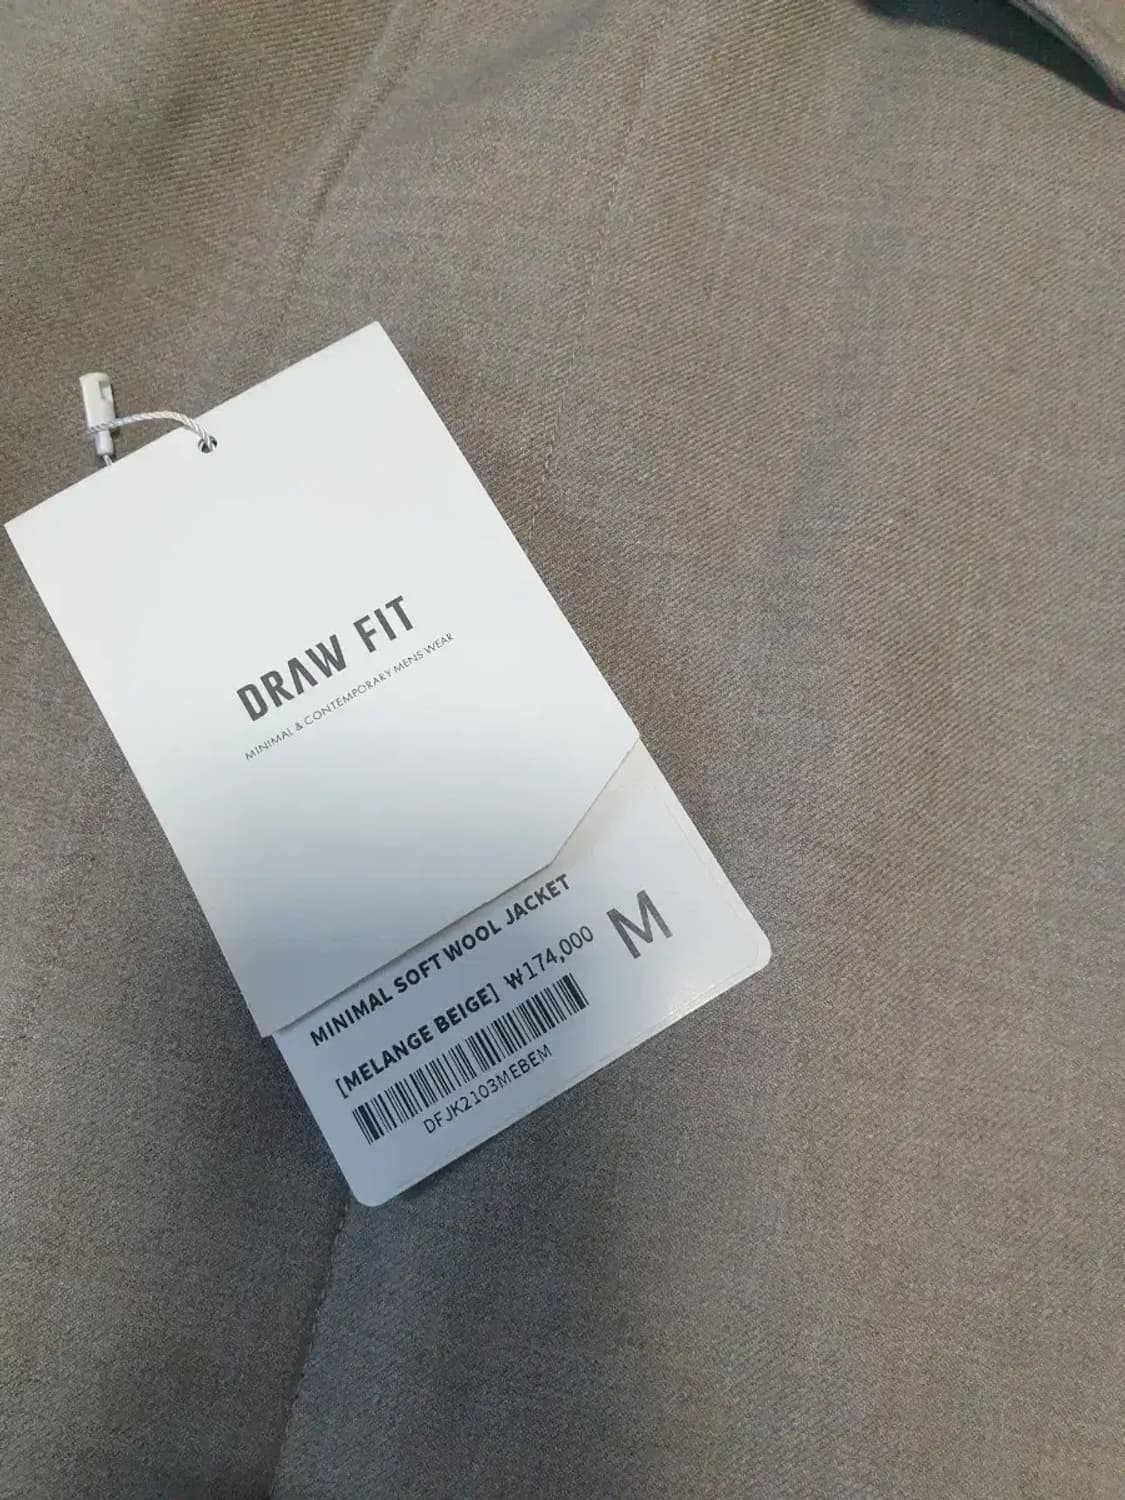 DRAW FIT
MINIMAL & CONTEMPORARY MENS WEAR
MINIMAL SOFT WOOL JACKET
[MELANGE BEIGE] ₩174,000
M
DFJK2103MEBEM